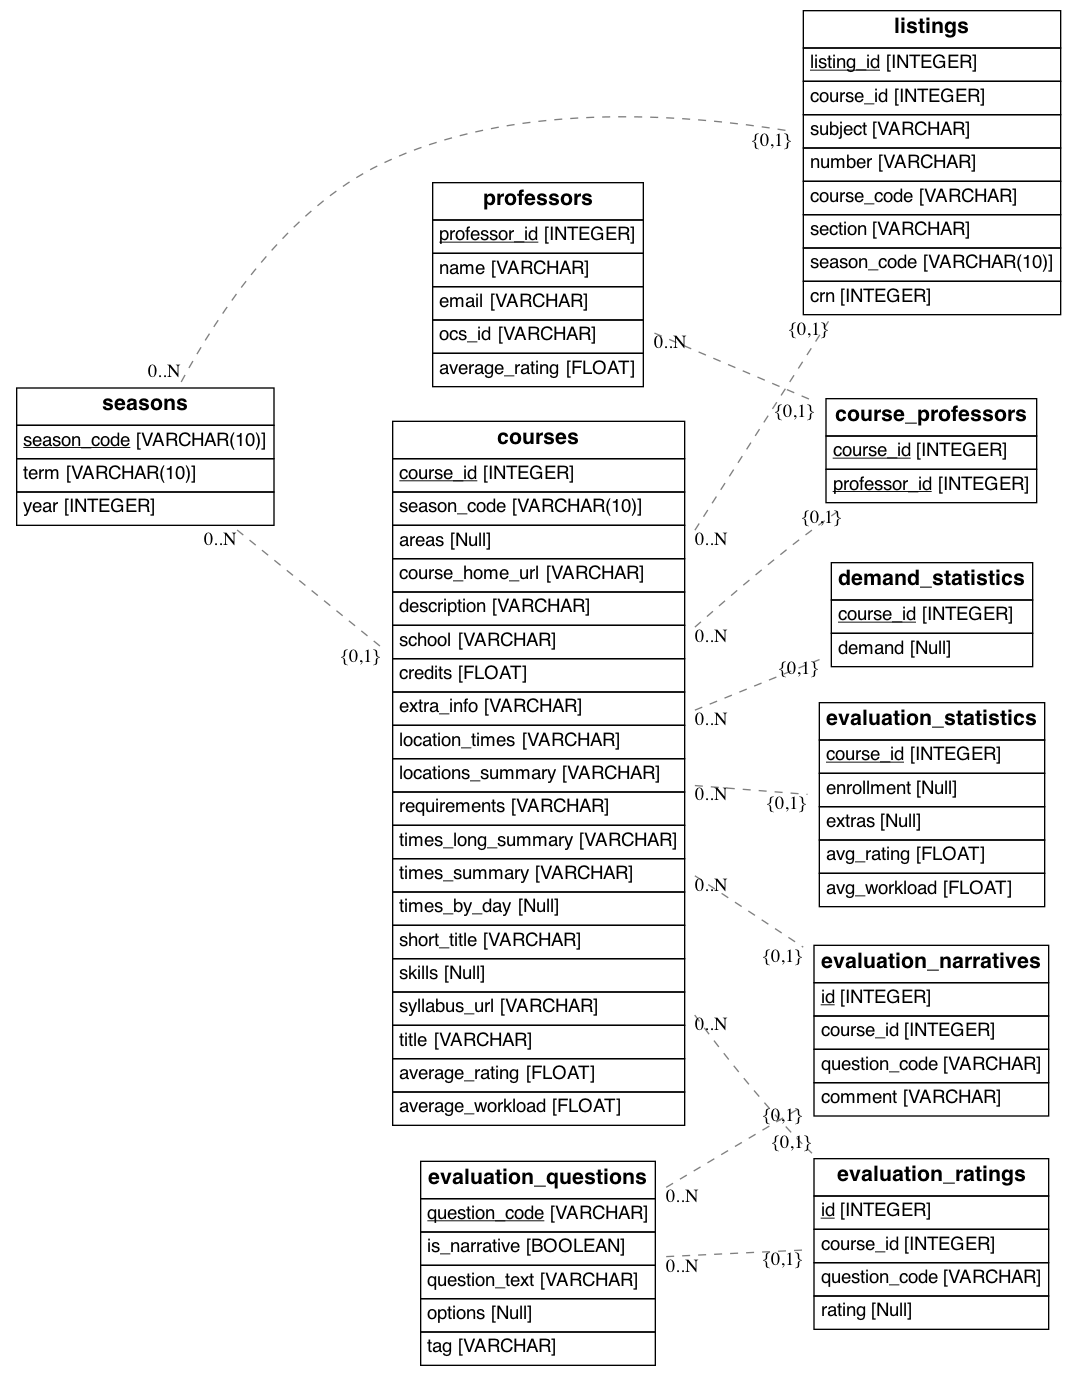 listings
listing_id [INTEGER]
course_id [INTEGER]
subject [VARCHAR]
number [VARCHAR]
course_code [VARCHAR]
section [VARCHAR]
season_code [VARCHAR(10)]
crn [INTEGER]
{0,1}
{0,1}
professors
professor_id [INTEGER]
name [VARCHAR]
email [VARCHAR]
ocs_id [VARCHAR]
average_rating [FLOAT]
0..N
0..N
seasons
season_code [VARCHAR(10)]
term [VARCHAR(10)]
year [INTEGER]
0..N
{0,1}
{0,1}
course_professors
course_id [INTEGER]
professor_id [INTEGER]
{0,1}
courses
course_id [INTEGER]
season_code [VARCHAR(10)]
areas [Null]
course_home_url [VARCHAR]
description [VARCHAR]
school [VARCHAR]
credits [FLOAT]
extra_info [VARCHAR]
location_times [VARCHAR]
locations_summary [VARCHAR]
requirements [VARCHAR]
times_long_summary [VARCHAR]
times_summary [VARCHAR]
times_by_day [Null]
short_title [VARCHAR]
skills [Null]
syllabus_url [VARCHAR]
title [VARCHAR]
average_rating [FLOAT]
average_workload [FLOAT]
0..N
0..N
0..N
0..N
0..N
0..N
demand_statistics
course_id [INTEGER]
demand [Null]
{0,1}
evaluation_statistics
course_id [INTEGER]
enrollment [Null]
extras [Null]
avg_rating [FLOAT]
avg_workload [FLOAT]
{0,1}
{0,1}
evaluation_narratives
id [INTEGER]
course_id [INTEGER]
question_code [VARCHAR]
comment [VARCHAR]
{0,1}
{0,1}
evaluation_questions
question_code [VARCHAR]
is_narrative [BOOLEAN]
question_text [VARCHAR]
options [Null]
tag [VARCHAR]
0..N
0..N
{0,1}
evaluation_ratings
id [INTEGER]
course_id [INTEGER]
question_code [VARCHAR]
rating [Null]